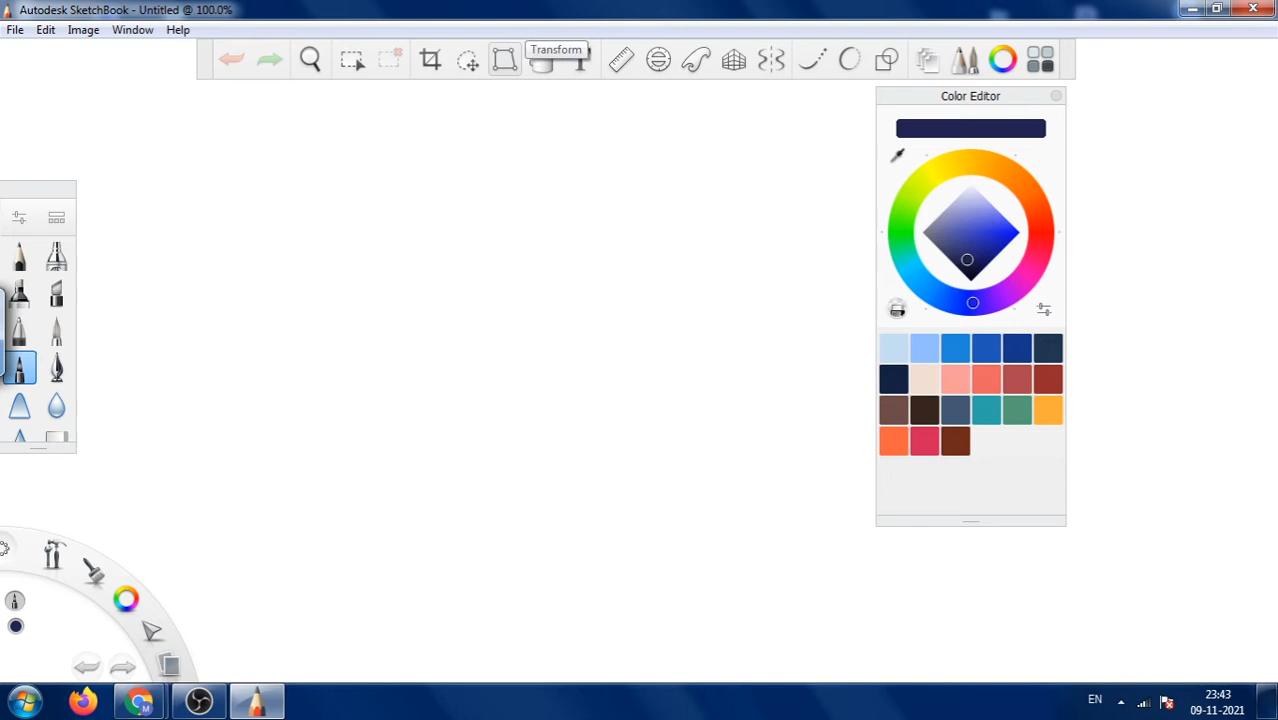 Autodesk SketchBook - Untitled @ 100.0%
File Edit Image Window Help
Transform
T
Color Editor
EN
23:43
09-11-2021